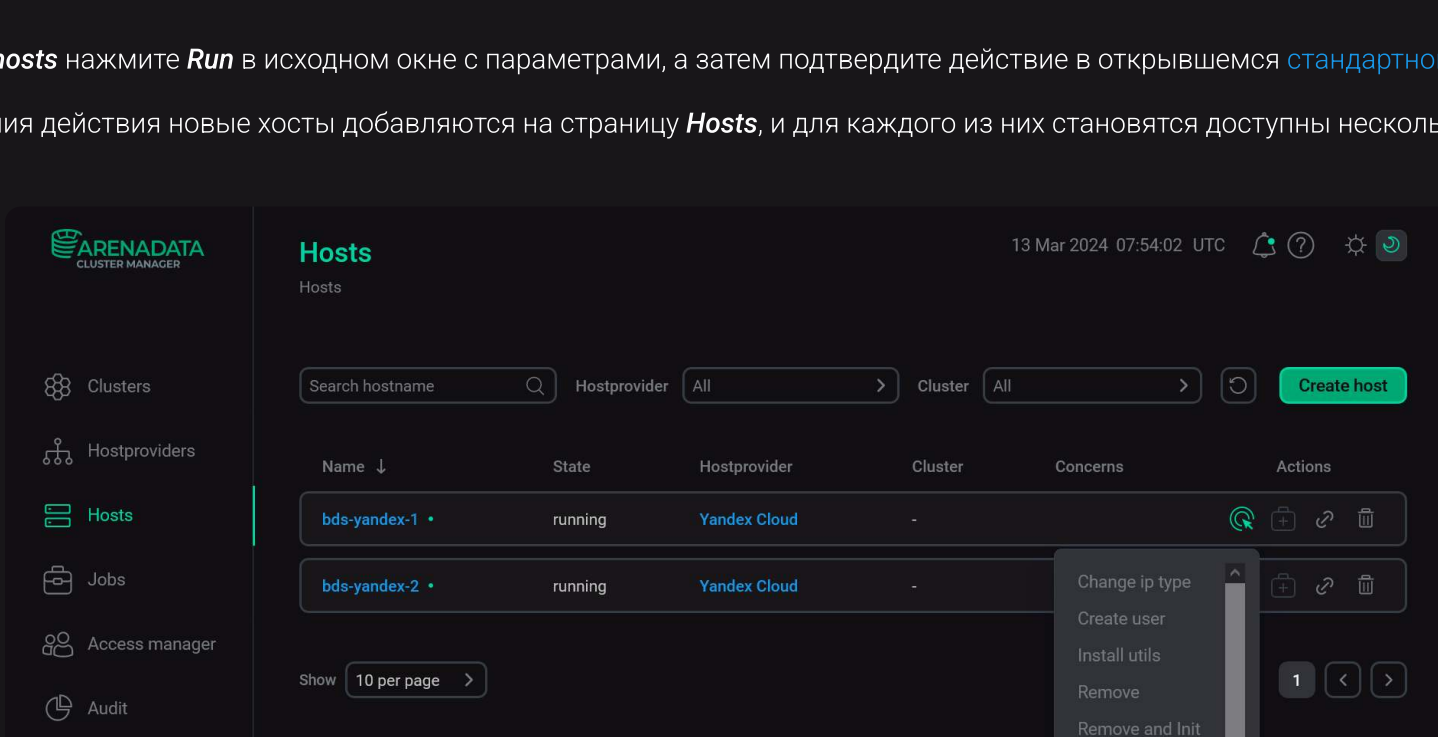 hosts нажмите Run в исходном окне с параметрами, а затем подтвердите действие в открывшемся
действия новые хосты добавляются на страницу Hosts, и для каждого из них становятся доступны
ARENADATA
CLUSTER MANAGER
Hosts
13 Mar 2024 07:54:02 UTC
Hosts
Clusters
Search hostname
Hostprovider
All
Cluster
All
Create host
Hostproviders
Name ↓ State Hostprovider Cluster Concerns Actions
Hosts
bds-yandex-1 • running Yandex Cloud -
Jobs
bds-yandex-2 • running Yandex Cloud -
Change ip type
Create user
Install utils
Remove
Remove and Init
Access manager
Show 10 per page
1
Audit